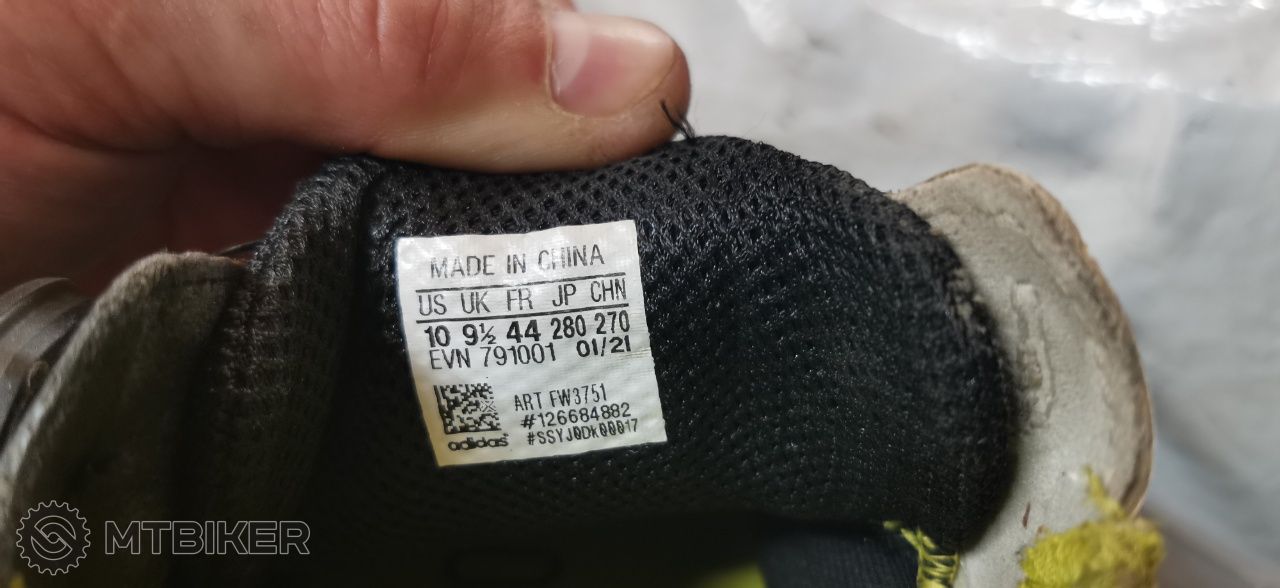 MADE IN CHINA
US UK FR JP CHN
10 9½ 44 280 270
EVN 791001 01/21
ART FW3751
#126684882
#SSYJ0Dk00017
adidas
MTBIKER